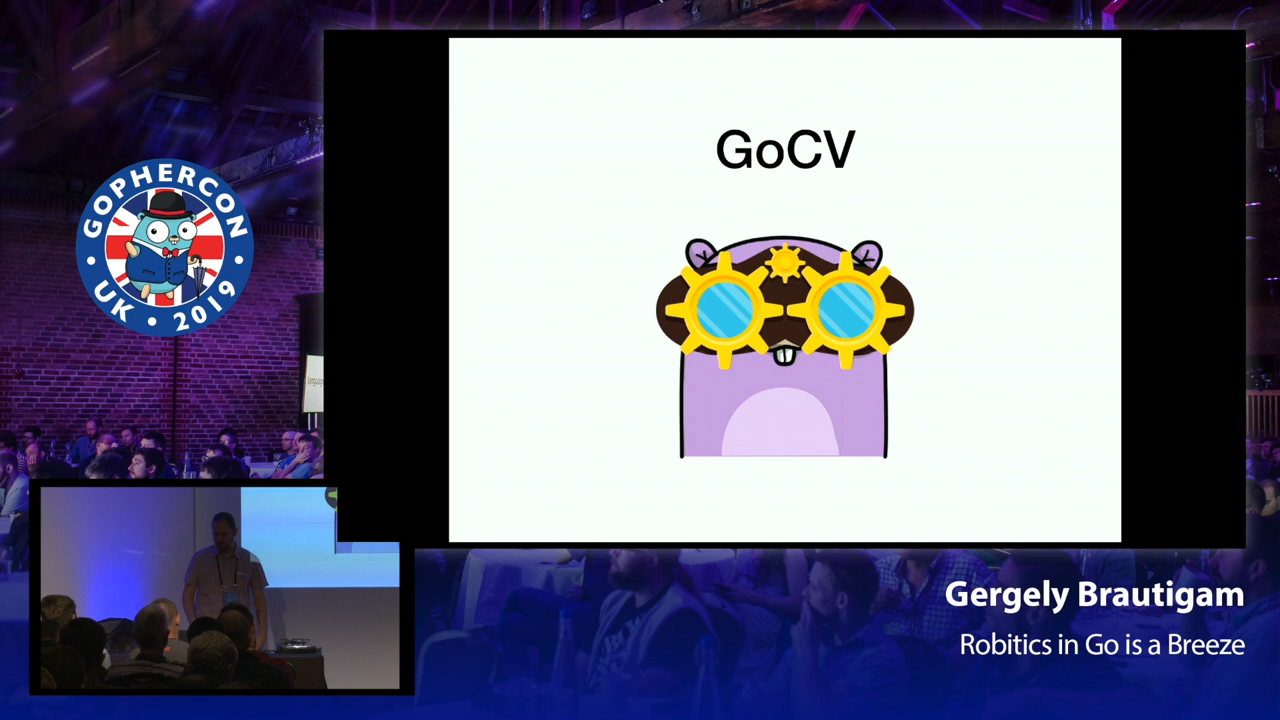 GoCV
GOPHERCON
UK • 2019
Gergely Brautigam
Robitics in Go is a Breeze